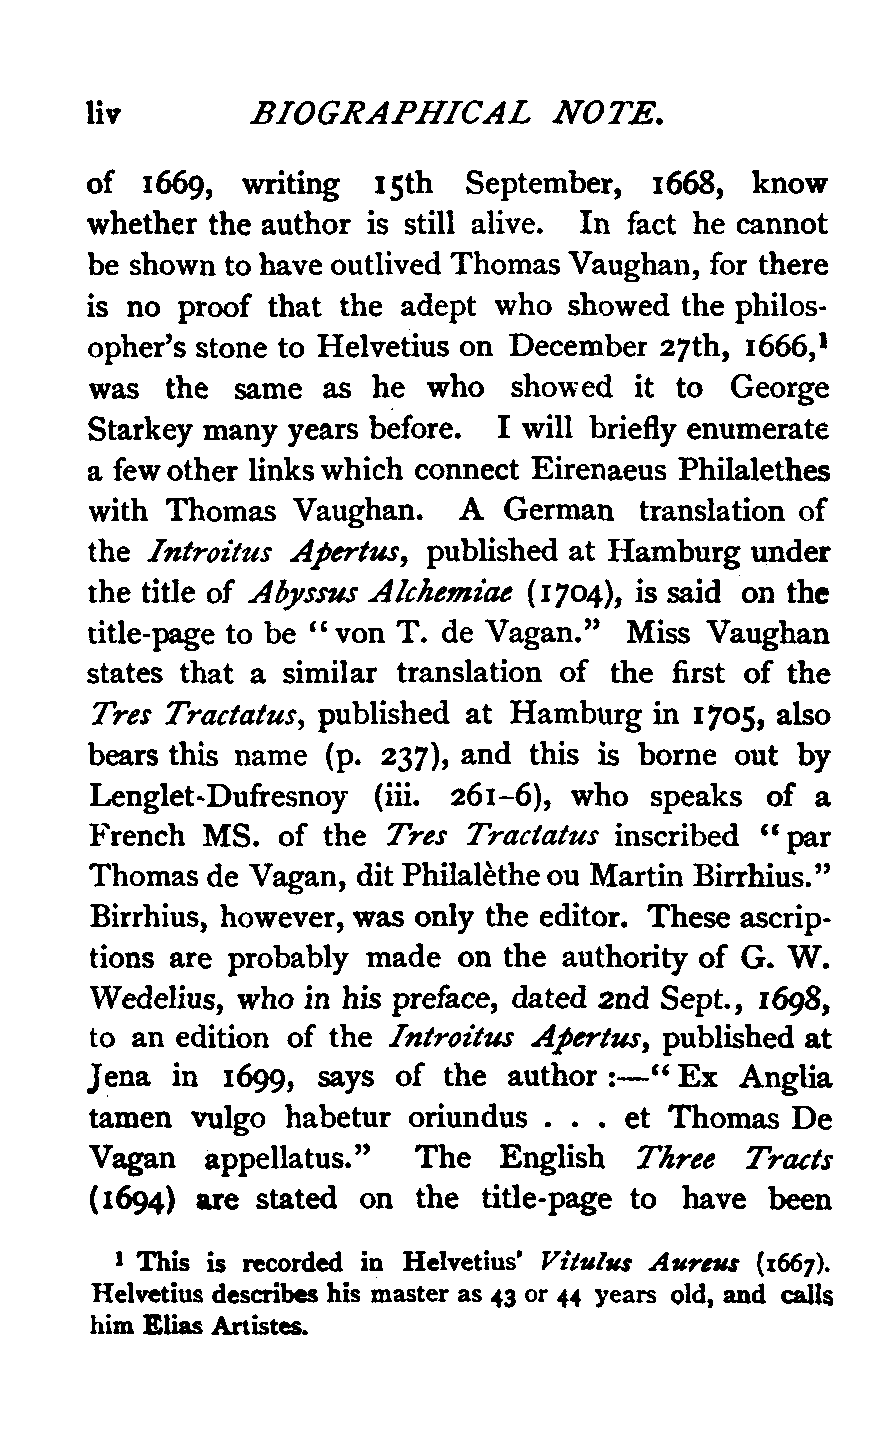 liv BIOGRAPHICAL NOTE.
of 1669, writing 15th September, 1668, know
whether the author is still alive. In fact he cannot
be shown to have outlived Thomas Vaughan, for there
is no proof that the adept who showed the philos-
opher's stone to Helvetius on December 27th, 1666,¹
was the same as he who showed it to George
Starkey many years before. I will briefly enumerate
a few other links which connect Eirenaeus Philalethes
with Thomas Vaughan. A German translation of
the Introitus Apertus, published at Hamburg under
the title of Abyssus Alchemiae (1704), is said on the
title-page to be “von T. de Vagan.” Miss Vaughan
states that a similar translation of the first of the
Tres Tractatus, published at Hamburg in 1705, also
bears this name (p. 237), and this is borne out by
Lenglet-Dufresnoy (iii. 261–6), who speaks of a
French MS. of the Tres Tractatus inscribed “par
Thomas de Vagan, dit Philalèthe ou Martin Birrhius.”
Birrhius, however, was only the editor. These ascrip-
tions are probably made on the authority of G. W.
Wedelius, who in his preface, dated 2nd Sept., 1698,
to an edition of the Introitus Apertus, published at
Jena in 1699, says of the author :—“Ex Anglia
tamen vulgo habetur oriundus . . . et Thomas De
Vagan appellatus.” The English Three Tracts
(1694) are stated on the title-page to have been
¹ This is recorded in Helvetius' Vitulus Aureus (1667).
Helvetius describes his master as 43 or 44 years old, and calls
him Elias Artistes.